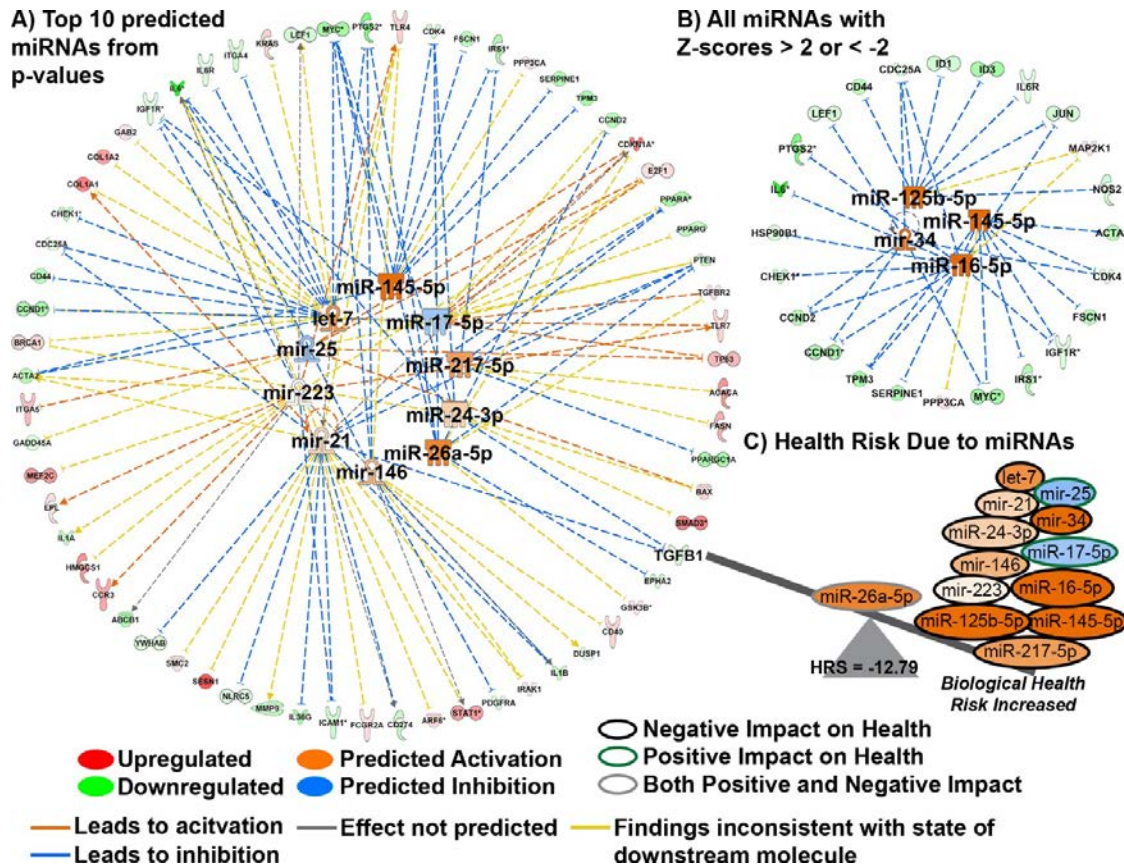 A) Top 10 predicted
miRNAs from
p-values
KRAS
LEF1
MYC*
PTGS2*
TLR4
CDK4
FSCN1
IRS1*
PPP3CA
SERPINE1
TPM3
CCND2
CDKN1A*
E2F1
PPARA*
PPARG
PTEN
TGFBR2
TLR7
TP63
ACACA
FASN
PPARGC1A
BAX
SMAD3*
TGFB1
EPHA2
GSK3B*
CD40
DUSP1
IL1B
IRAK1
PDGFRA
STAT1*
ARF6*
CD274
FCGR2A
ICAM1*
IL36G
MMP9
NLRC5
SESN1
SMC2
YWHAB
ABCB1
CCR3
HMGCS1
IL1A
LPL
MEF2C
GADD45A
ITGA5
ACTA2
BRCA1
CCND1*
CD44
CDC25A
CHEK1*
COL1A1
COL1A2
GAB2
IGF1R*
IL6*
IL6R
ITGA4
miR-145-5p
let-7
miR-17-5p
mir-25
miR-217-5p
mir-223
miR-24-3p
mir-21
miR-26a-5p
mir-146
B) All miRNAs with
Z-scores > 2 or < -2
CDC25A
ID1
ID3
IL6R
JUN
MAP2K1
NOS2
ACTA2
CDK4
FSCN1
IGF1R*
IRS1*
MYC*
PPP3CA
SERPINE1
TPM3
CCND1*
CCND2
CHEK1*
HSP90B1
IL6*
PTGS2*
LEF1
CD44
miR-125b-5p
miR-145-5p
mir-34
miR-16-5p
C) Health Risk Due to miRNAs
let-7
mir-21
mir-25
miR-24-3p
mir-34
mir-146
miR-17-5p
mir-223
miR-16-5p
miR-26a-5p
miR-125b-5p
miR-145-5p
miR-217-5p
HRS = -12.79
Biological Health
Risk Increased
Upregulated
Downregulated
Predicted Activation
Predicted Inhibition
Negative Impact on Health
Positive Impact on Health
Both Positive and Negative Impact
Leads to acitvation
Leads to inhibition
Effect not predicted
Findings inconsistent with state of
downstream molecule